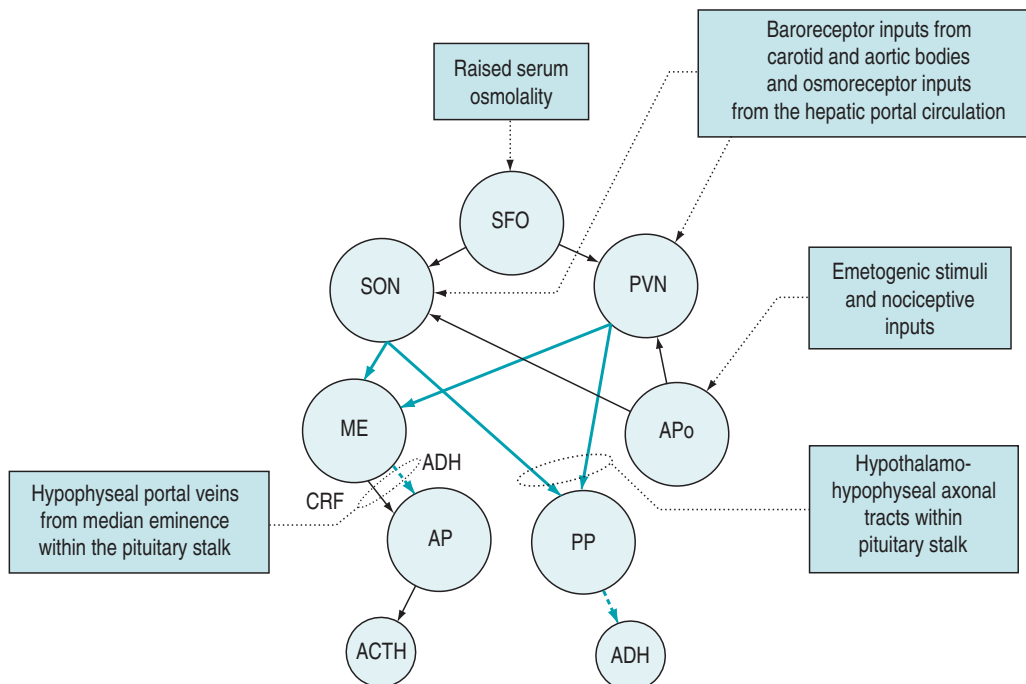 Raised serum
osmolality
Baroreceptor inputs from
carotid and aortic bodies
and osmoreceptor inputs
from the hepatic portal circulation
SFO
SON
PVN
Emetogenic stimuli
and nociceptive
inputs
ME
APo
ADH
CRF
Hypophyseal portal veins
from median eminence
within the pituitary stalk
AP
PP
Hypothalamo-
hypophyseal axonal
tracts within
pituitary stalk
ACTH
ADH